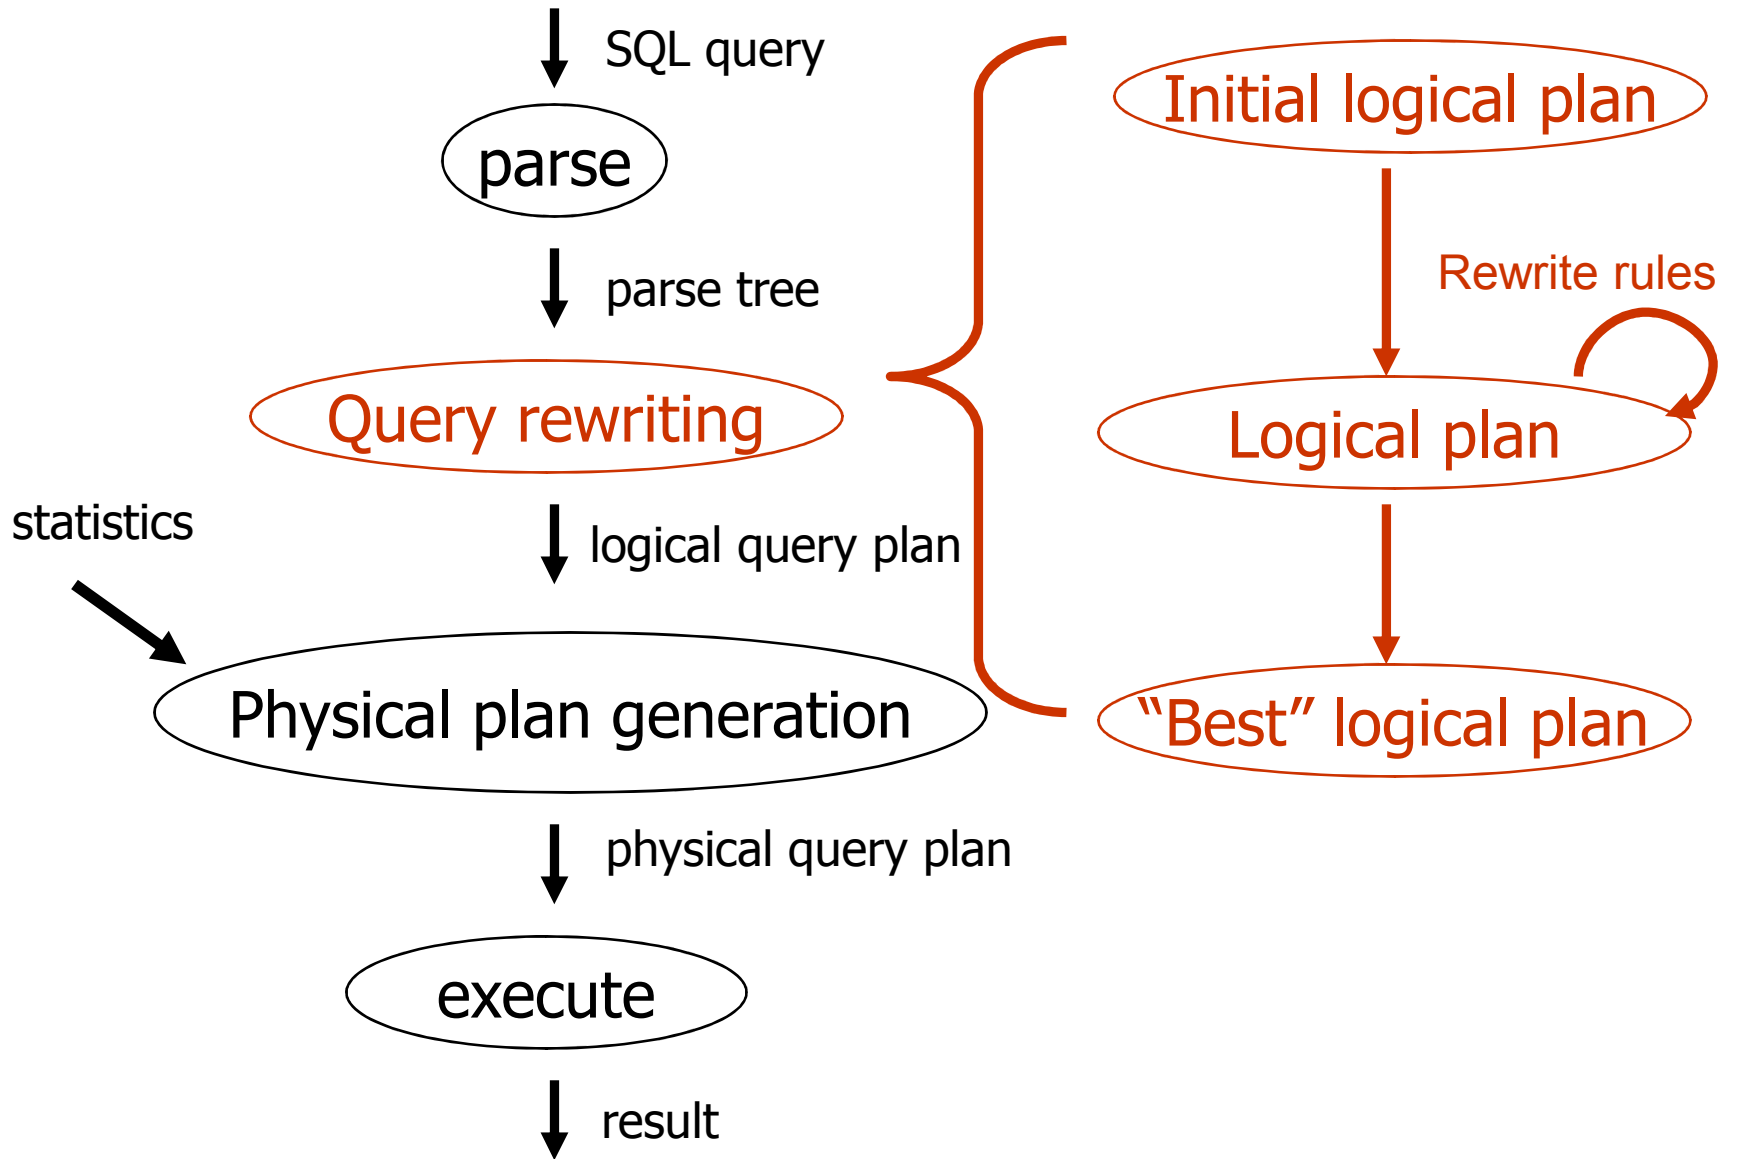 SQL query
parse
parse tree
Query rewriting
statistics
logical query plan
Physical plan generation
physical query plan
execute
result
Initial logical plan
Rewrite rules
Logical plan
“Best” logical plan